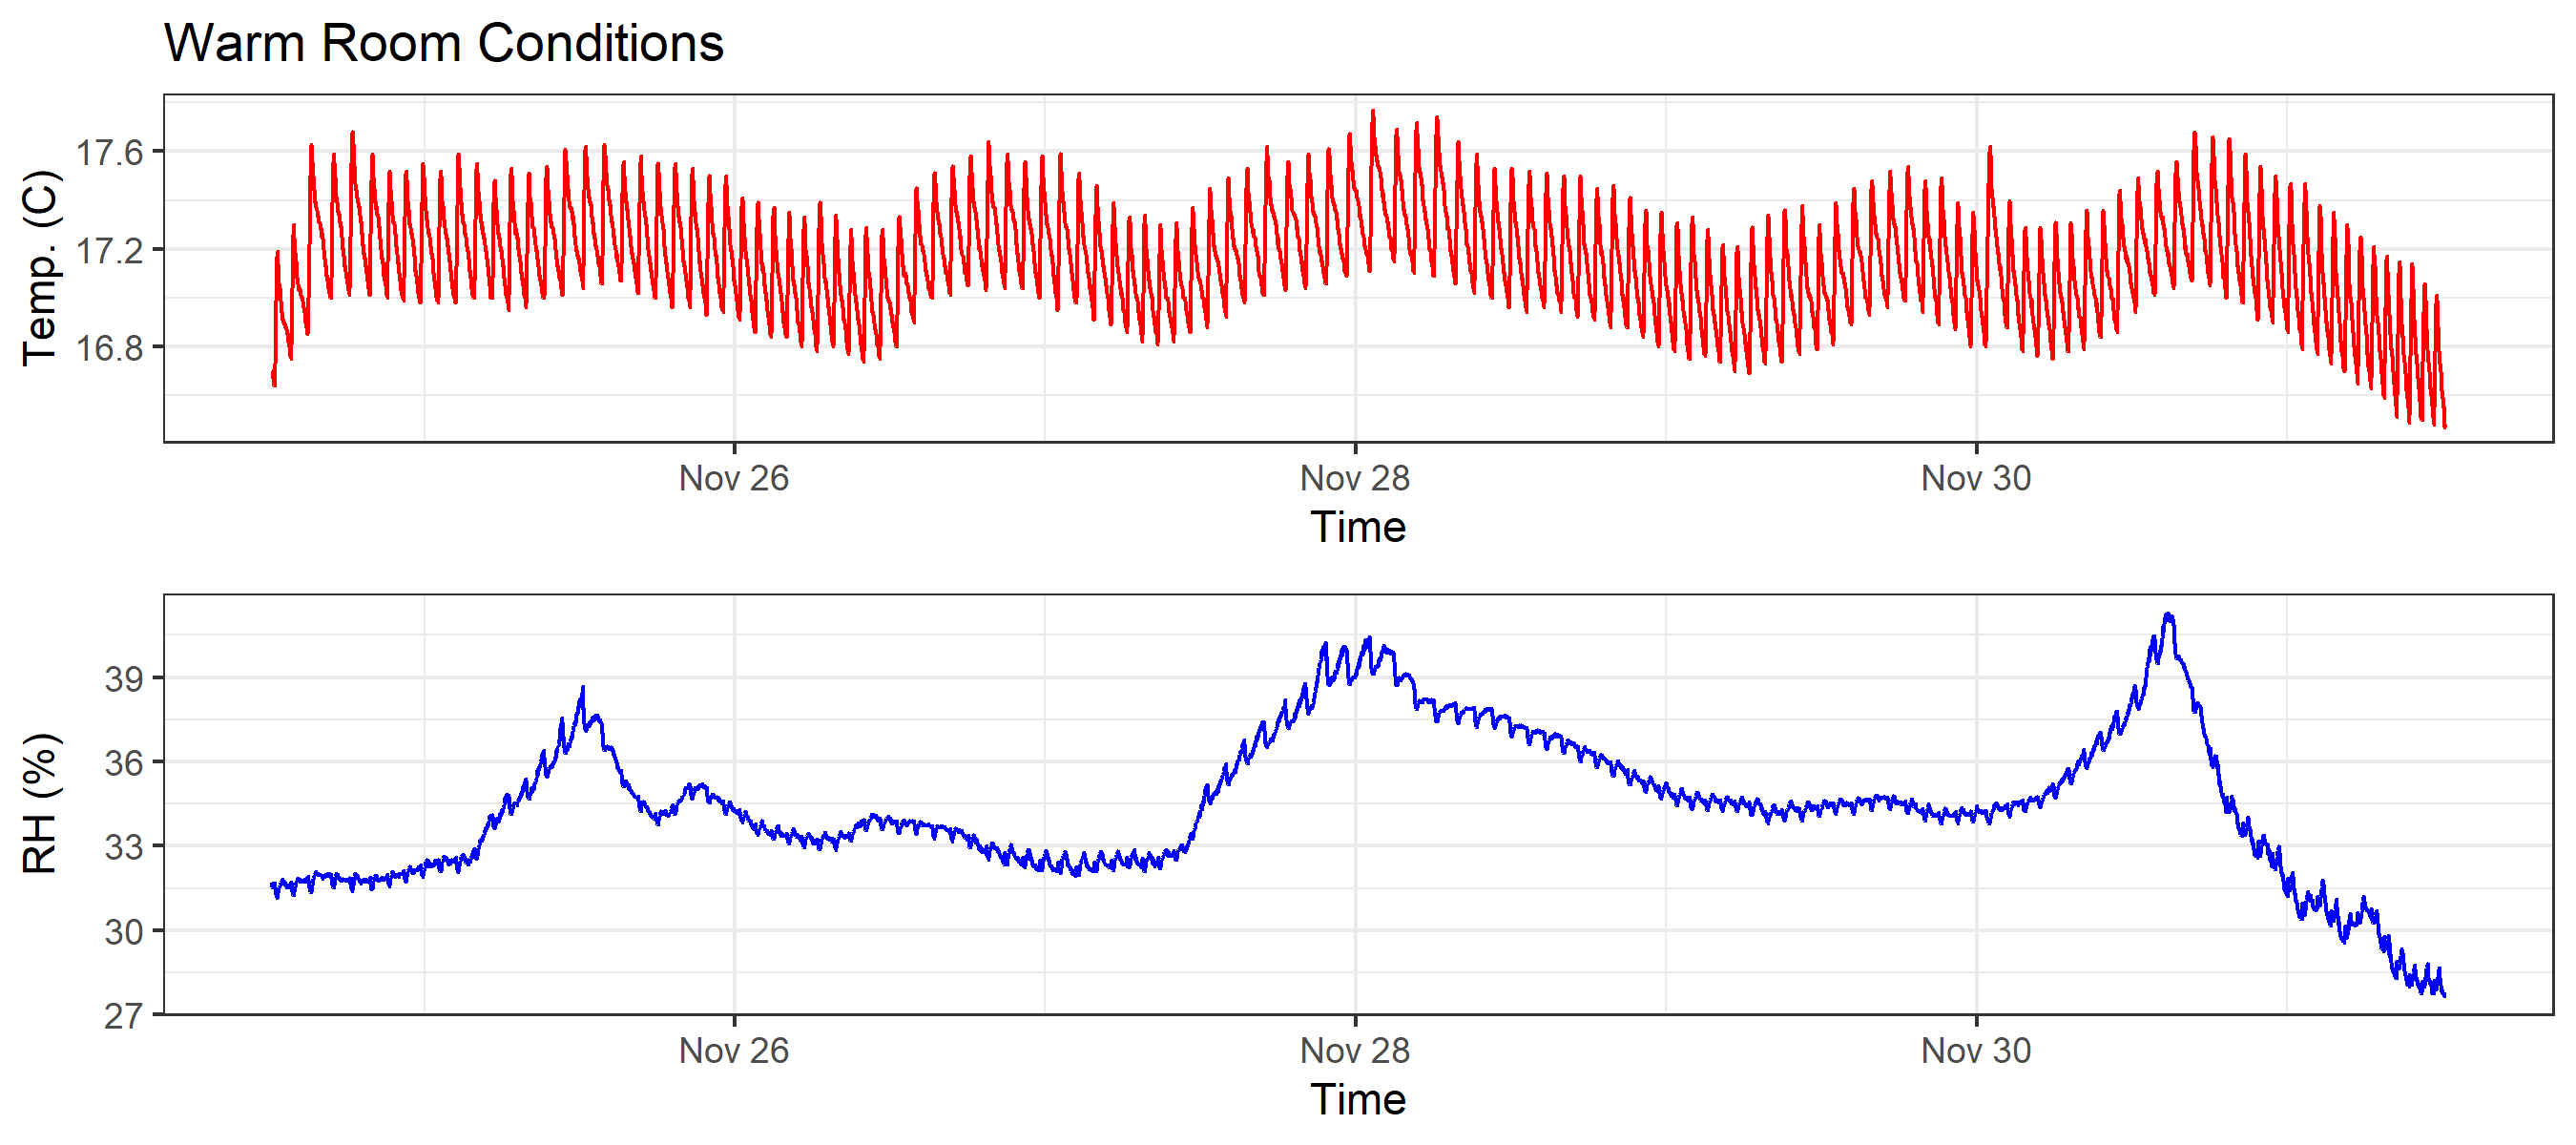 Warm Room Conditions
Temp. (C)
17.6
17.2
16.8
Nov 26 Nov 28 Nov 30
Time
RH (%)
39
36
33
30
27
Nov 26 Nov 28 Nov 30
Time